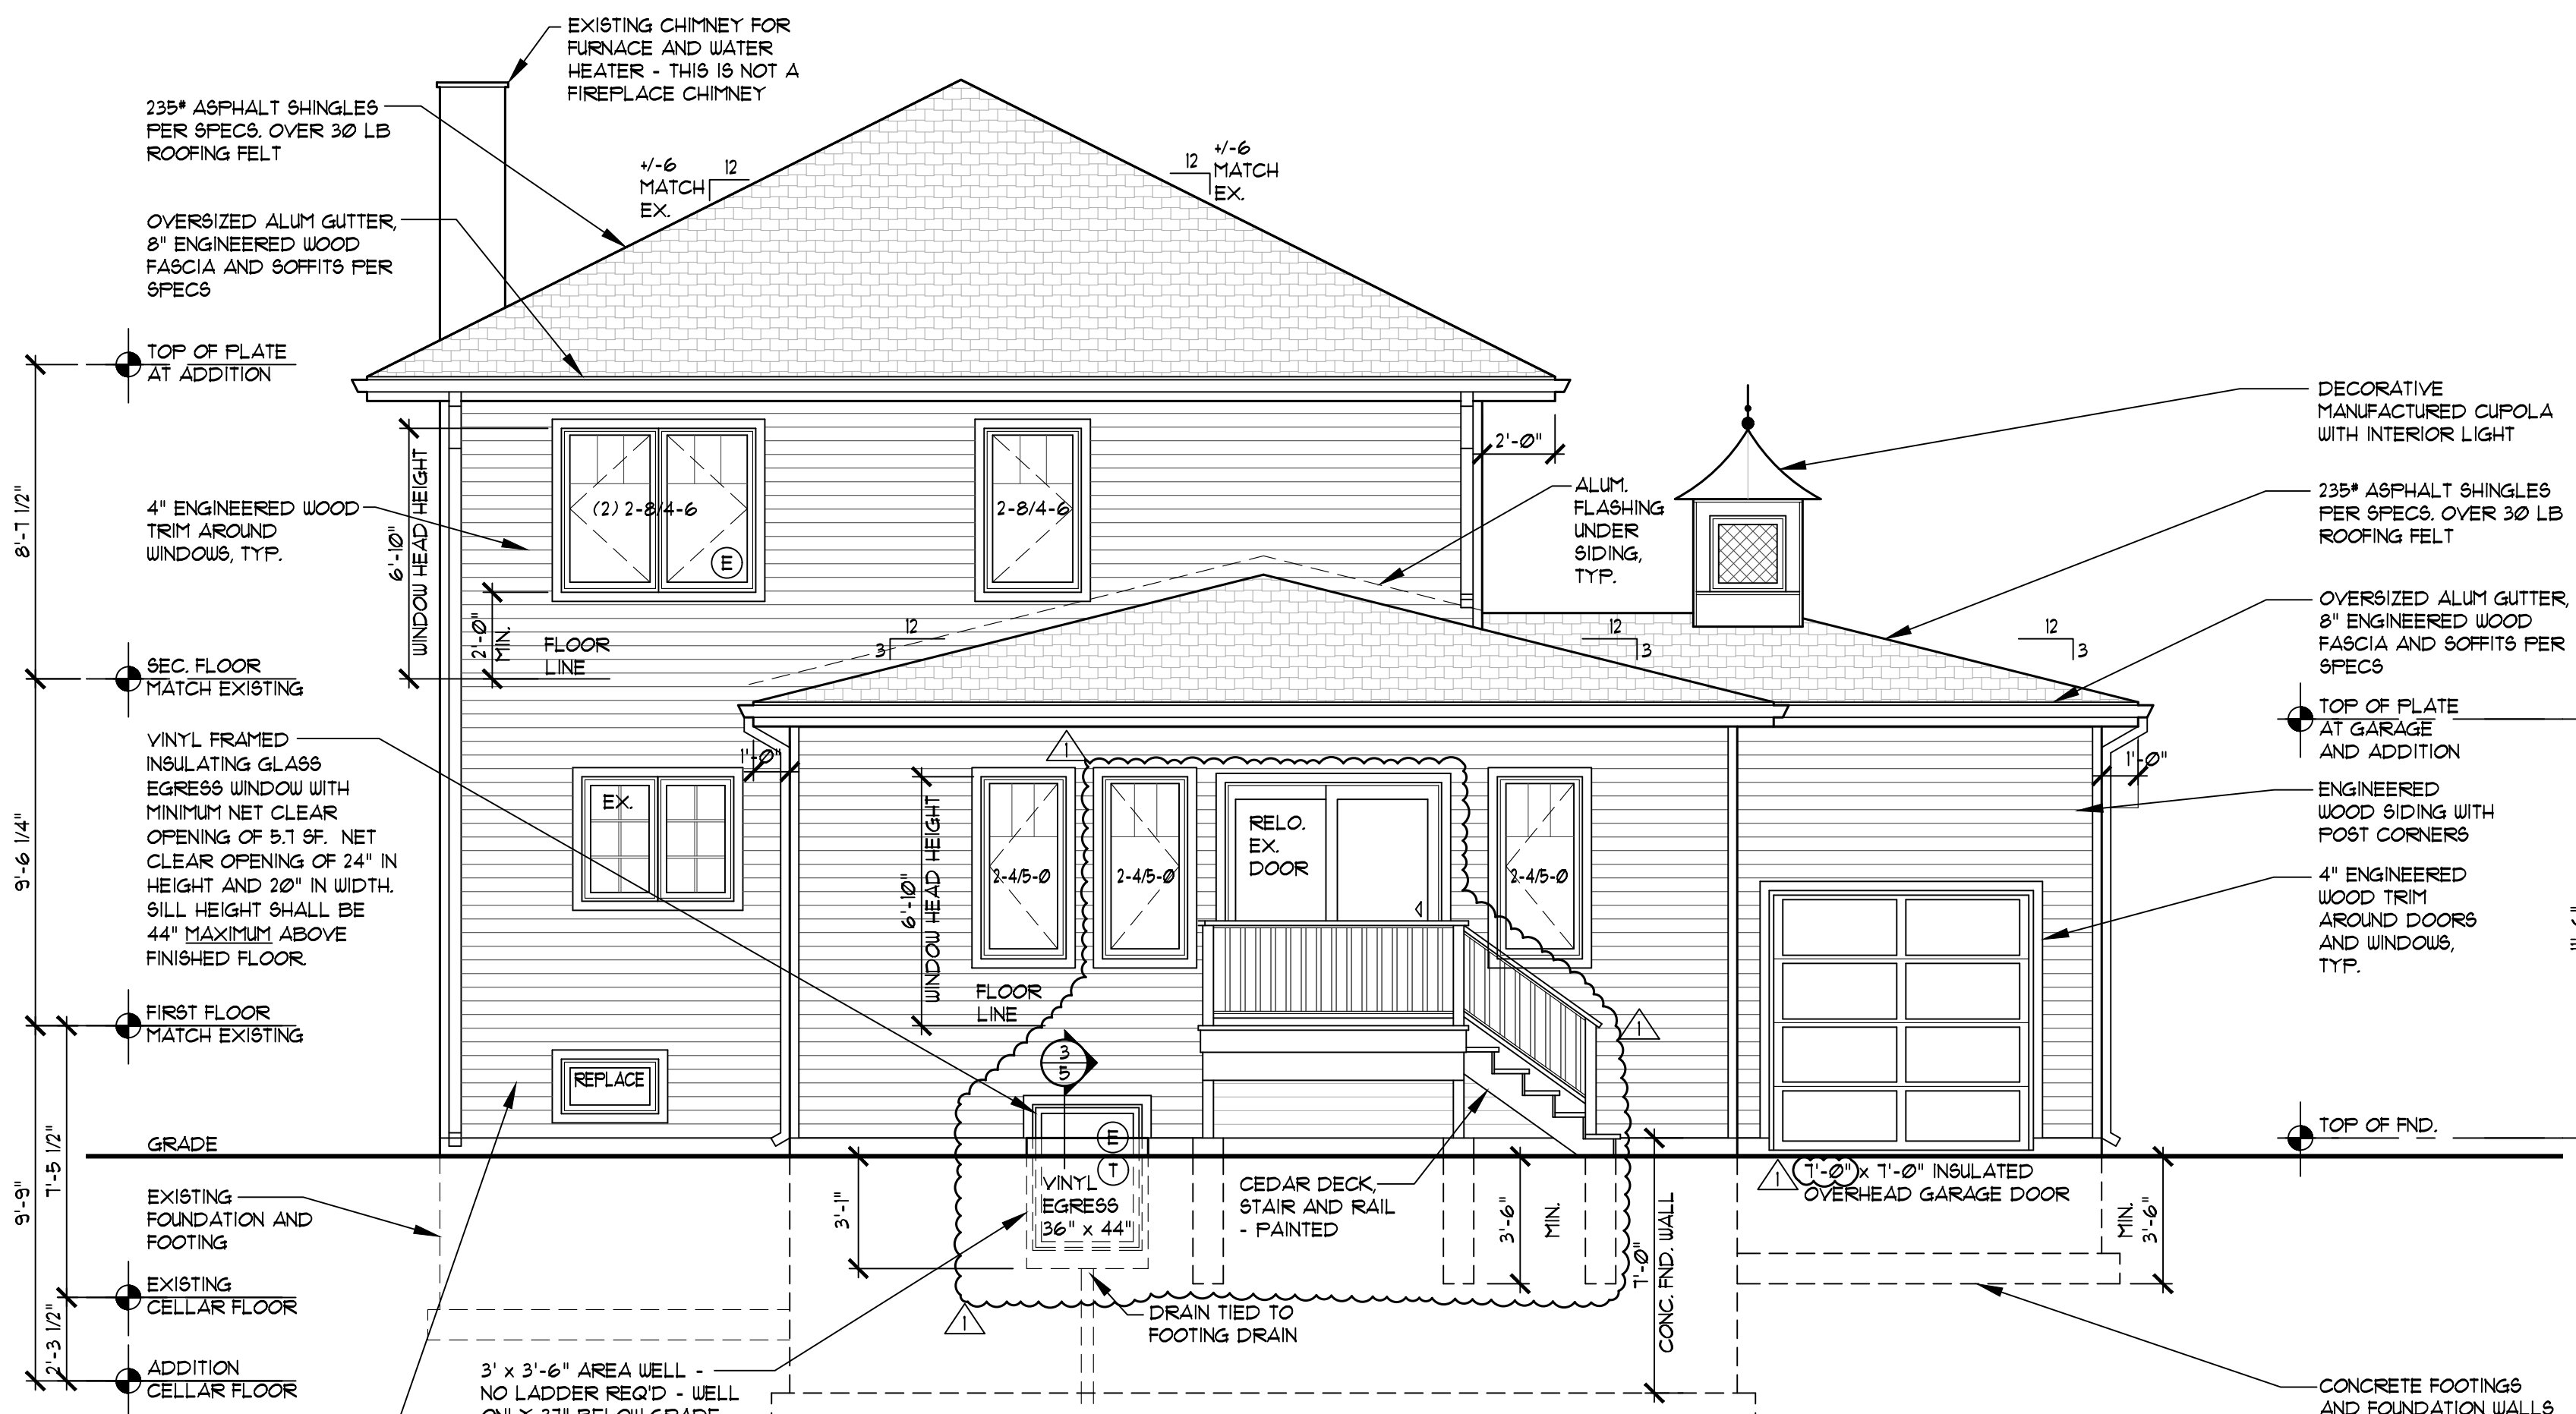 EXISTING CHIMNEY FOR
FURNACE AND WATER
HEATER - THIS IS NOT A
FIREPLACE CHIMNEY
235# ASPHALT SHINGLES
PER SPECS. OVER 30 LB
ROOFING FELT
+/-6
MATCH
EX.
12
12
+/-6
MATCH
EX.
OVERSIZED ALUM GUTTER,
8" ENGINEERED WOOD
FASCIA AND SOFFITS PER
SPECS
TOP OF PLATE
AT ADDITION
8'-7 1/2"
4" ENGINEERED WOOD
TRIM AROUND
WINDOWS, TYP.
6'-10"
WINDOW HEAD HEIGHT
(2) 2-8/4-6
E
2-8/4-6
2'-0"
2'-0"
MIN.
FLOOR
LINE
ALUM.
FLASHING
UNDER
SIDING,
TYP.
DECORATIVE
MANUFACTURED CUPOLA
WITH INTERIOR LIGHT
235# ASPHALT SHINGLES
PER SPECS. OVER 30 LB
ROOFING FELT
OVERSIZED ALUM GUTTER,
8" ENGINEERED WOOD
FASCIA AND SOFFITS PER
SPECS
12
3
12
3
12
3
SEC. FLOOR
MATCH EXISTING
TOP OF PLATE
AT GARAGE
AND ADDITION
VINYL FRAMED
INSULATING GLASS
EGRESS WINDOW WITH
MINIMUM NET CLEAR
OPENING OF 5.7 SF. NET
CLEAR OPENING OF 24" IN
HEIGHT AND 20" IN WIDTH.
SILL HEIGHT SHALL BE
44" MAXIMUM ABOVE
FINISHED FLOOR.
9'-6 1/4"
EX.
1'-0"
1
6'-10"
WINDOW HEAD HEIGHT
2-4/5-0
2-4/5-0
RELO.
EX.
DOOR
2-4/5-0
1'-0"
ENGINEERED
WOOD SIDING WITH
POST CORNERS
4" ENGINEERED
WOOD TRIM
AROUND DOORS
AND WINDOWS,
TYP.
FLOOR
LINE
FIRST FLOOR
MATCH EXISTING
3
5
1
REPLACE
7'-5 1/2"
9'-9"
GRADE
TOP OF FND.
E
T
VINYL
EGRESS
36" x 44"
3'-1"
CEDAR DECK,
STAIR AND RAIL
- PAINTED
3'-6"
MIN.
7'-0"
CONC. FND. WALL
1
7'-0" x 7'-0" INSULATED
OVERHEAD GARAGE DOOR
MIN.
3'-6"
EXISTING
FOUNDATION AND
FOOTING
EXISTING
CELLAR FLOOR
2'-3 1/2"
1
DRAIN TIED TO
FOOTING DRAIN
ADDITION
CELLAR FLOOR
3' x 3'-6" AREA WELL -
NO LADDER REQ'D - WELL
ONLY 37" BELOW GRADE
CONCRETE FOOTINGS
AND FOUNDATION WALLS